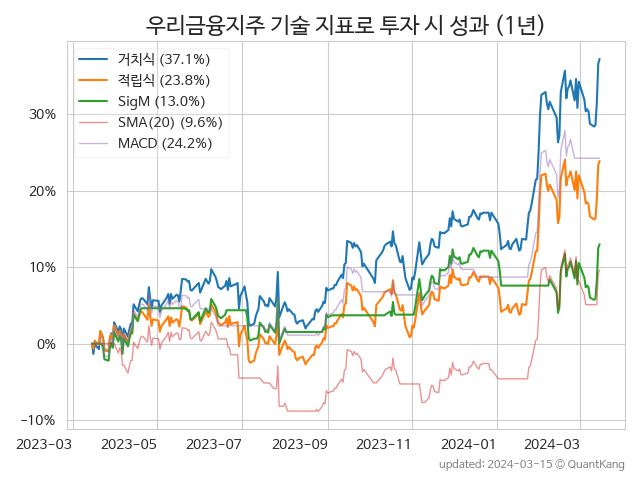 우리금융지주 기술 지표로 투자 시 성과 (1년)
거치식 (37.1%)
적립식 (23.8%)
SigM (13.0%)
SMA(20) (9.6%)
MACD (24.2%)
30%
20%
10%
0%
−10%
2023-03 2023-05 2023-07 2023-09 2023-11 2024-01 2024-03
updated: 2024-03-15 ⓒ QuantKang